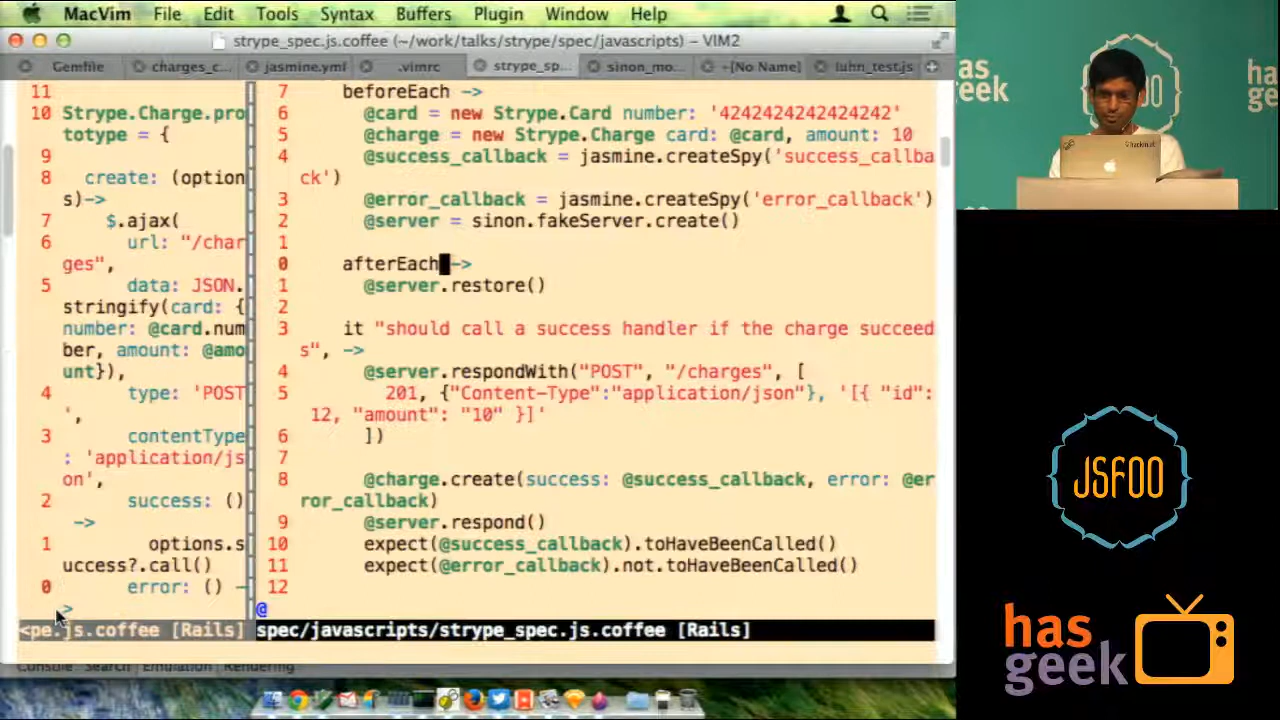 MacVim File Edit Tools Syntax Buffers Plugin Window Help
strype_spec.js.coffee (~/work/talks/strype/spec/javascripts) – VIM2
Gemfile charges_c... jasmine.yml .vimrc strype_sp... sinon_mo... +[No Name] luhn_test.js
11
10 Strype.Charge.pro
totype = {
9
8 create: (option
s)->
7 $.ajax(
6 url: "/char
ges",
5 data: JSON.
stringify(card: {
number: @card.num
ber, amount: @amo
unt}),
4 type: 'POST
',
3 contentType
: 'application/js
on',
2 success: ()
->
1 options.s
uccess?.call()
0 error: () -
>
<pe.js.coffee [Rails]
7 beforeEach ->
6 @card = new Strype.Card number: '4242424242424242'
5 @charge = new Strype.Charge card: @card, amount: 10
4 @success_callback = jasmine.createSpy('success_callba
ck')
3 @error_callback = jasmine.createSpy('error_callback')
2 @server = sinon.fakeServer.create()
1
0 afterEach ->
1 @server.restore()
2
3 it "should call a success handler if the charge succeed
s", ->
4 @server.respondWith("POST", "/charges", [
5 201, {"Content-Type":"application/json"}, '[{ "id":
12, "amount": "10" }]'
6 ])
7
8 @charge.create(success: @success_callback, error: @er
ror_callback)
9 @server.respond()
10 expect(@success_callback).toHaveBeenCalled()
11 expect(@error_callback).not.toHaveBeenCalled()
12
@
spec/javascripts/strype_spec.js.coffee [Rails]
Console Search Emulation Rendering
has
geek
has
geek
JSFOO
has
geek